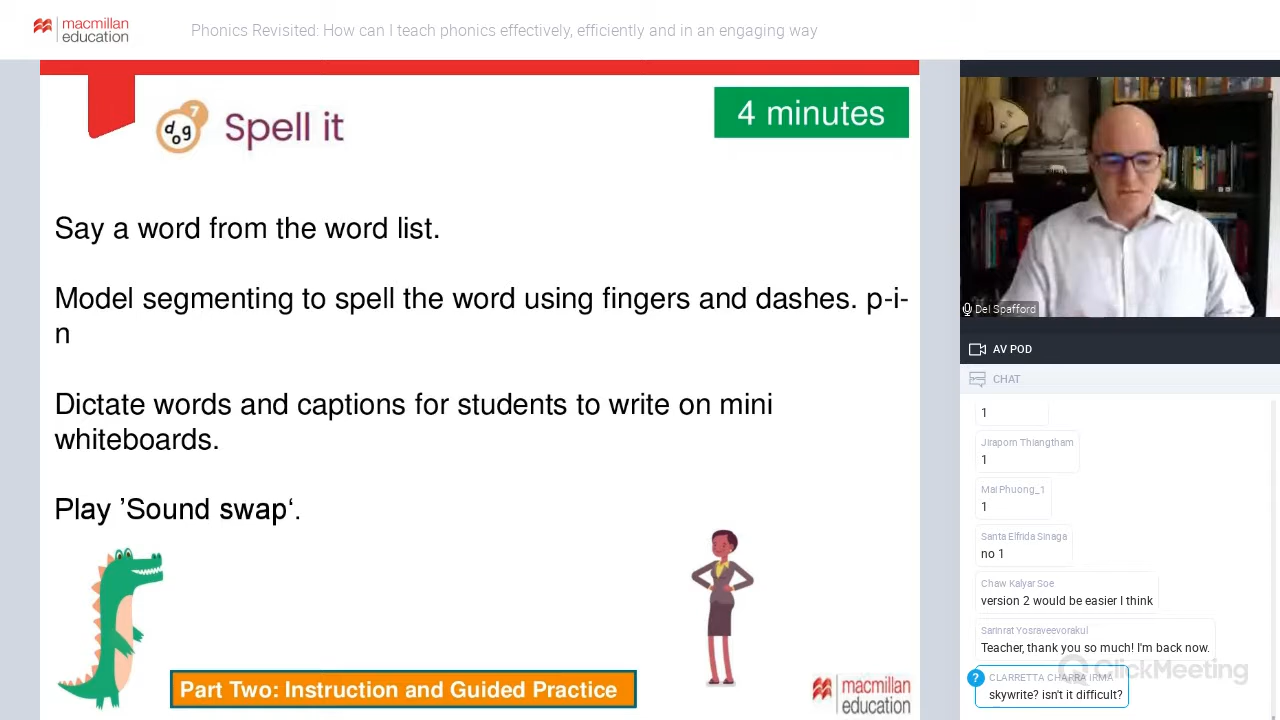 macmillan
education
Phonics Revisited: How can I teach phonics effectively, efficiently and in an engaging way
7
dog
Spell it
4 minutes
Say a word from the word list.
Model segmenting to spell the word using fingers and dashes. p-i-
n
Dictate words and captions for students to write on mini
whiteboards.
Play ’Sound swap‘.
Part Two: Instruction and Guided Practice
macmillan
education
Del Spafford
AV POD
CHAT
1
Jiraporn Thiangtham
1
Mai Phuong_1
1
Santa Elfrida Sinaga
no 1
Chaw Kalyar Soe
version 2 would be easier I think
Sarinrat Yosraveevorakul
Teacher, thank you so much! I'm back now.
ClickMeeting
?
CLARRETTA CHARRA IRMA
skywrite? isn't it difficult?